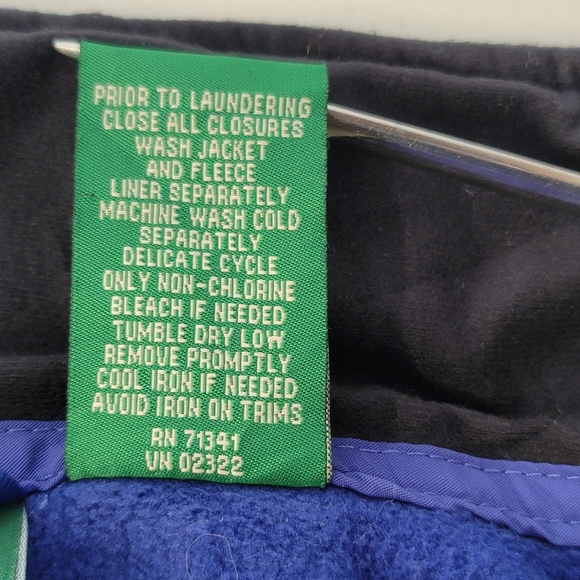 PRIOR TO LAUNDERING
CLOSE ALL CLOSURES
WASH JACKET
AND FLEECE
LINER SEPARATELY
MACHINE WASH COLD
SEPARATELY
DELICATE CYCLE
ONLY NON-CHLORINE
BLEACH IF NEEDED
TUMBLE DRY LOW
REMOVE PROMPTLY
COOL IRON IF NEEDED
AVOID IRON ON TRIMS
RN 71341
VN 02322